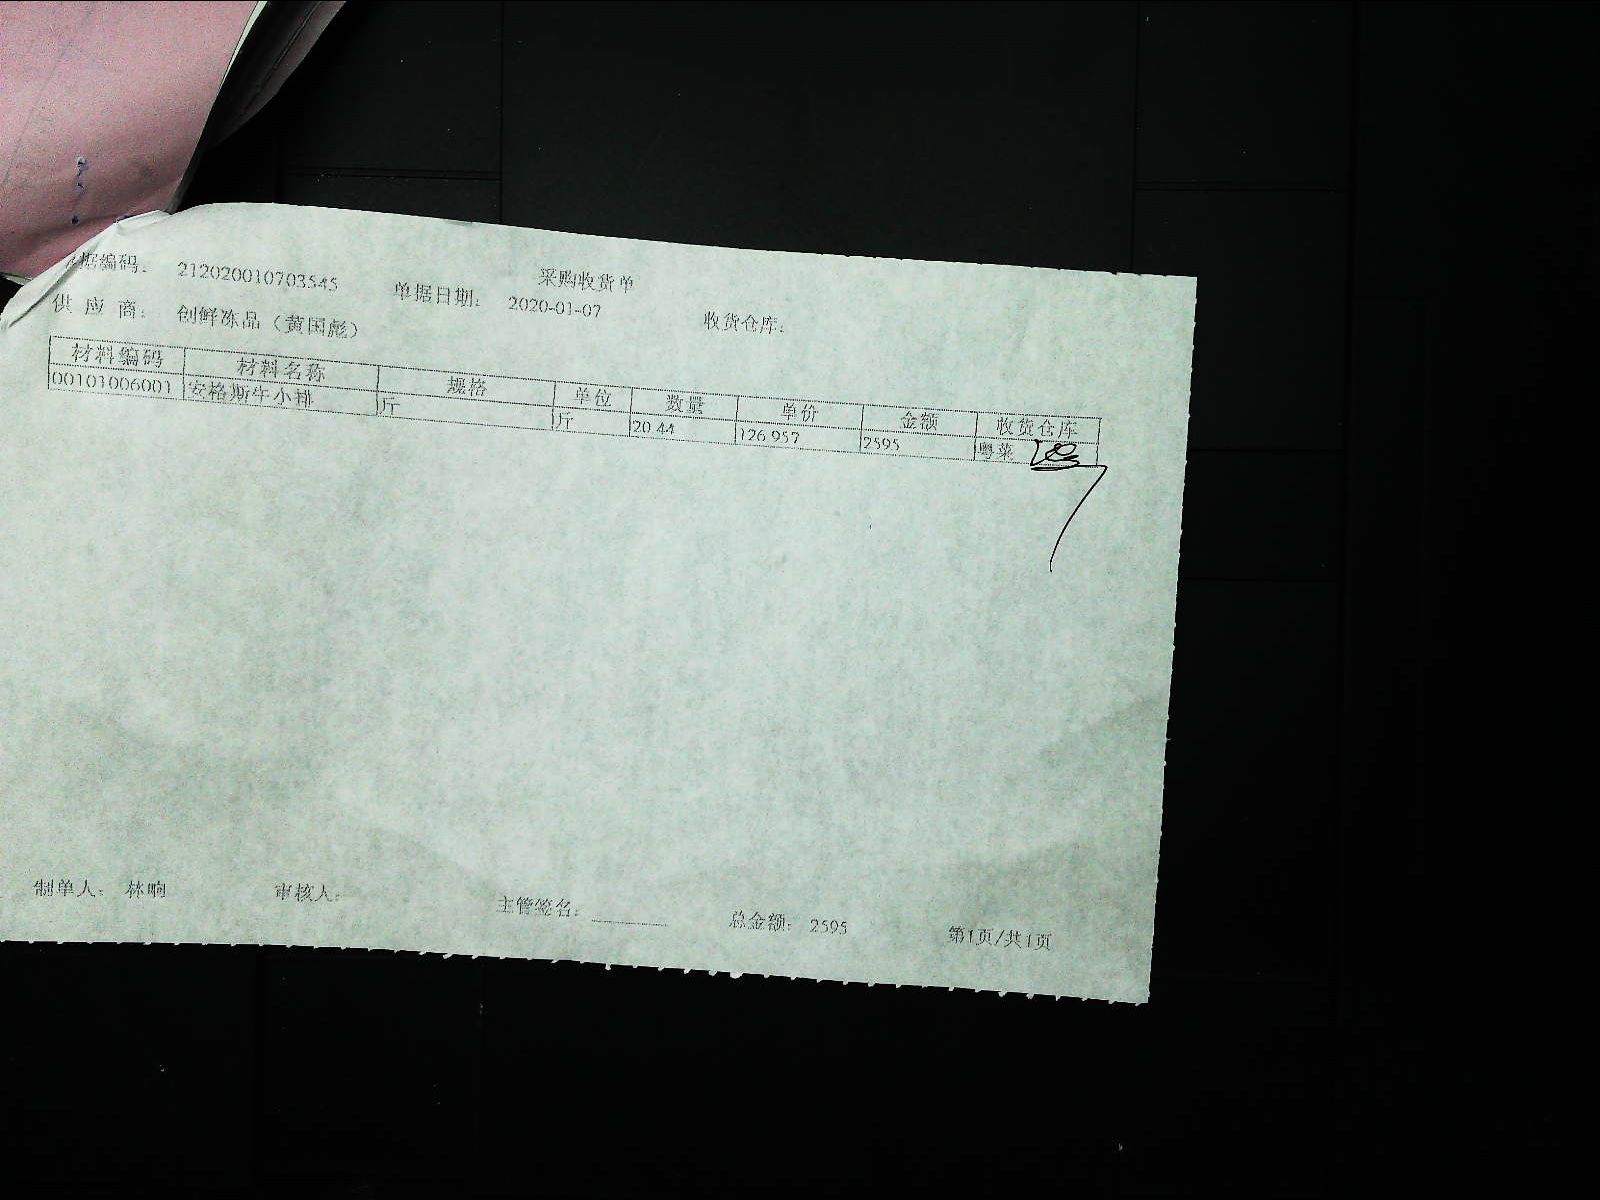 采购收货单
据编码: 212020010703545 单据日期: 2020-01-07 收货仓库:
供应商: 创鲜冻品（黄国彪）
材料编码 材料名称 规格 单位 数量 单价 金额 收货仓库
00101006001 安格斯牛小排 斤 斤 20.44 126.957 2595 粤菜
制单人: 林响 审核人: 主管签名: 总金额: 2595 第1页/共1页